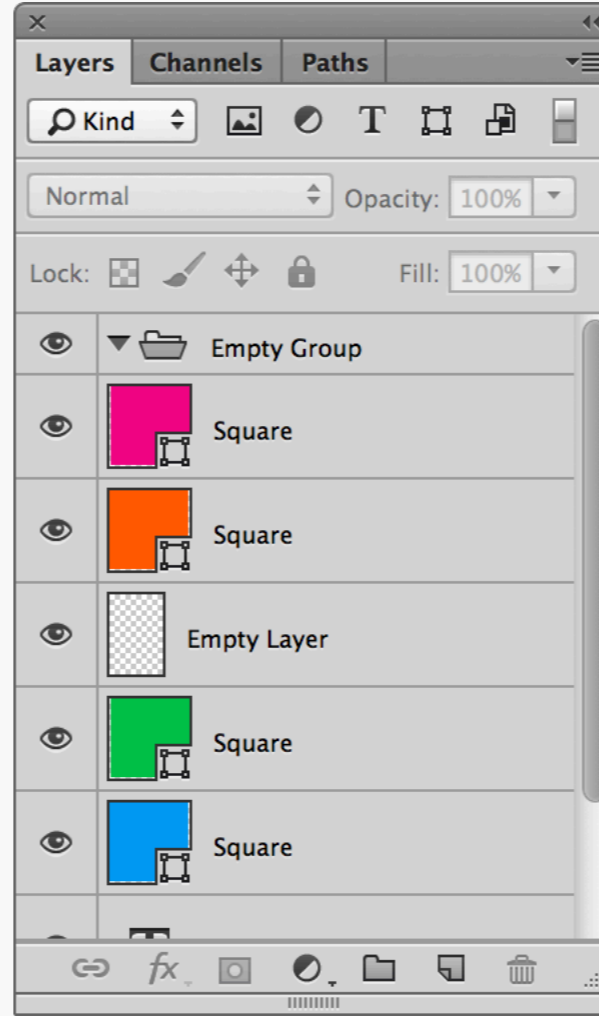 Layers Channels Paths
Kind T
Normal Opacity: 100%
Lock: Fill: 100%
Empty Group
Square
Square
Empty Layer
Square
Square
fx